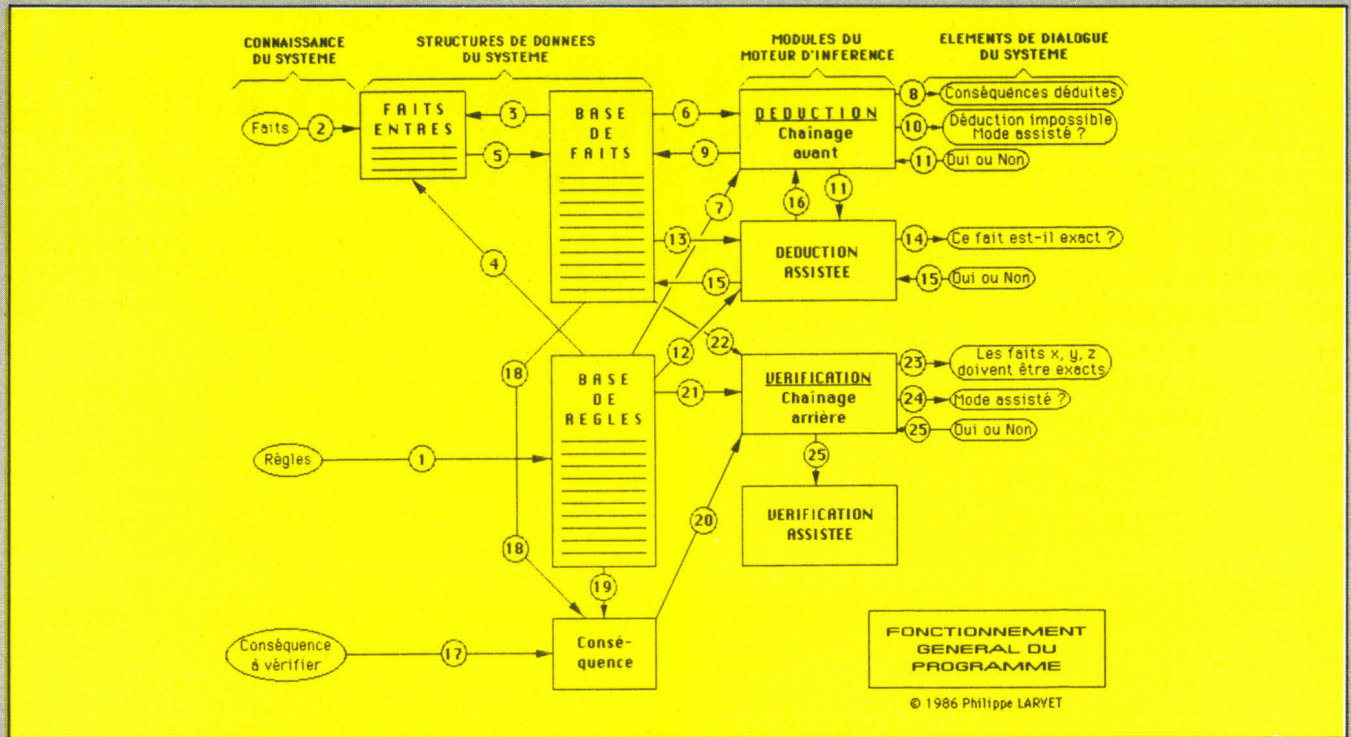 CONNAISSANCE
DU SYSTEME
STRUCTURES DE DONNEES
DU SYSTEME
MODULES DU
MOTEUR D'INFERENCE
ELEMENTS DE DIALOGUE
DU SYSTEME
Faits
2
FAITS
ENTRES
3
5
BASE
DE
FAITS
6
9
DEDUCTION
Chaînage
avant
8
Conséquences déduites
10
Déduction impossible
Mode assisté ?
11
Oui ou Non
7
16
11
4
13
15
DEDUCTION
ASSISTEE
14
Ce fait est-il exact ?
15
Oui ou Non
18
12
22
BASE
DE
REGLES
21
VERIFICATION
Chaînage
arrière
23
Les faits x, y, z
doivent être exacts
24
Mode assisté ?
25
Oui ou Non
Règles
1
25
VERIFICATION
ASSISTEE
20
18
19
Conséquence
à vérifier
17
Consé-
quence
FONCTIONNEMENT
GENERAL DU
PROGRAMME
© 1986 Philippe LARVET